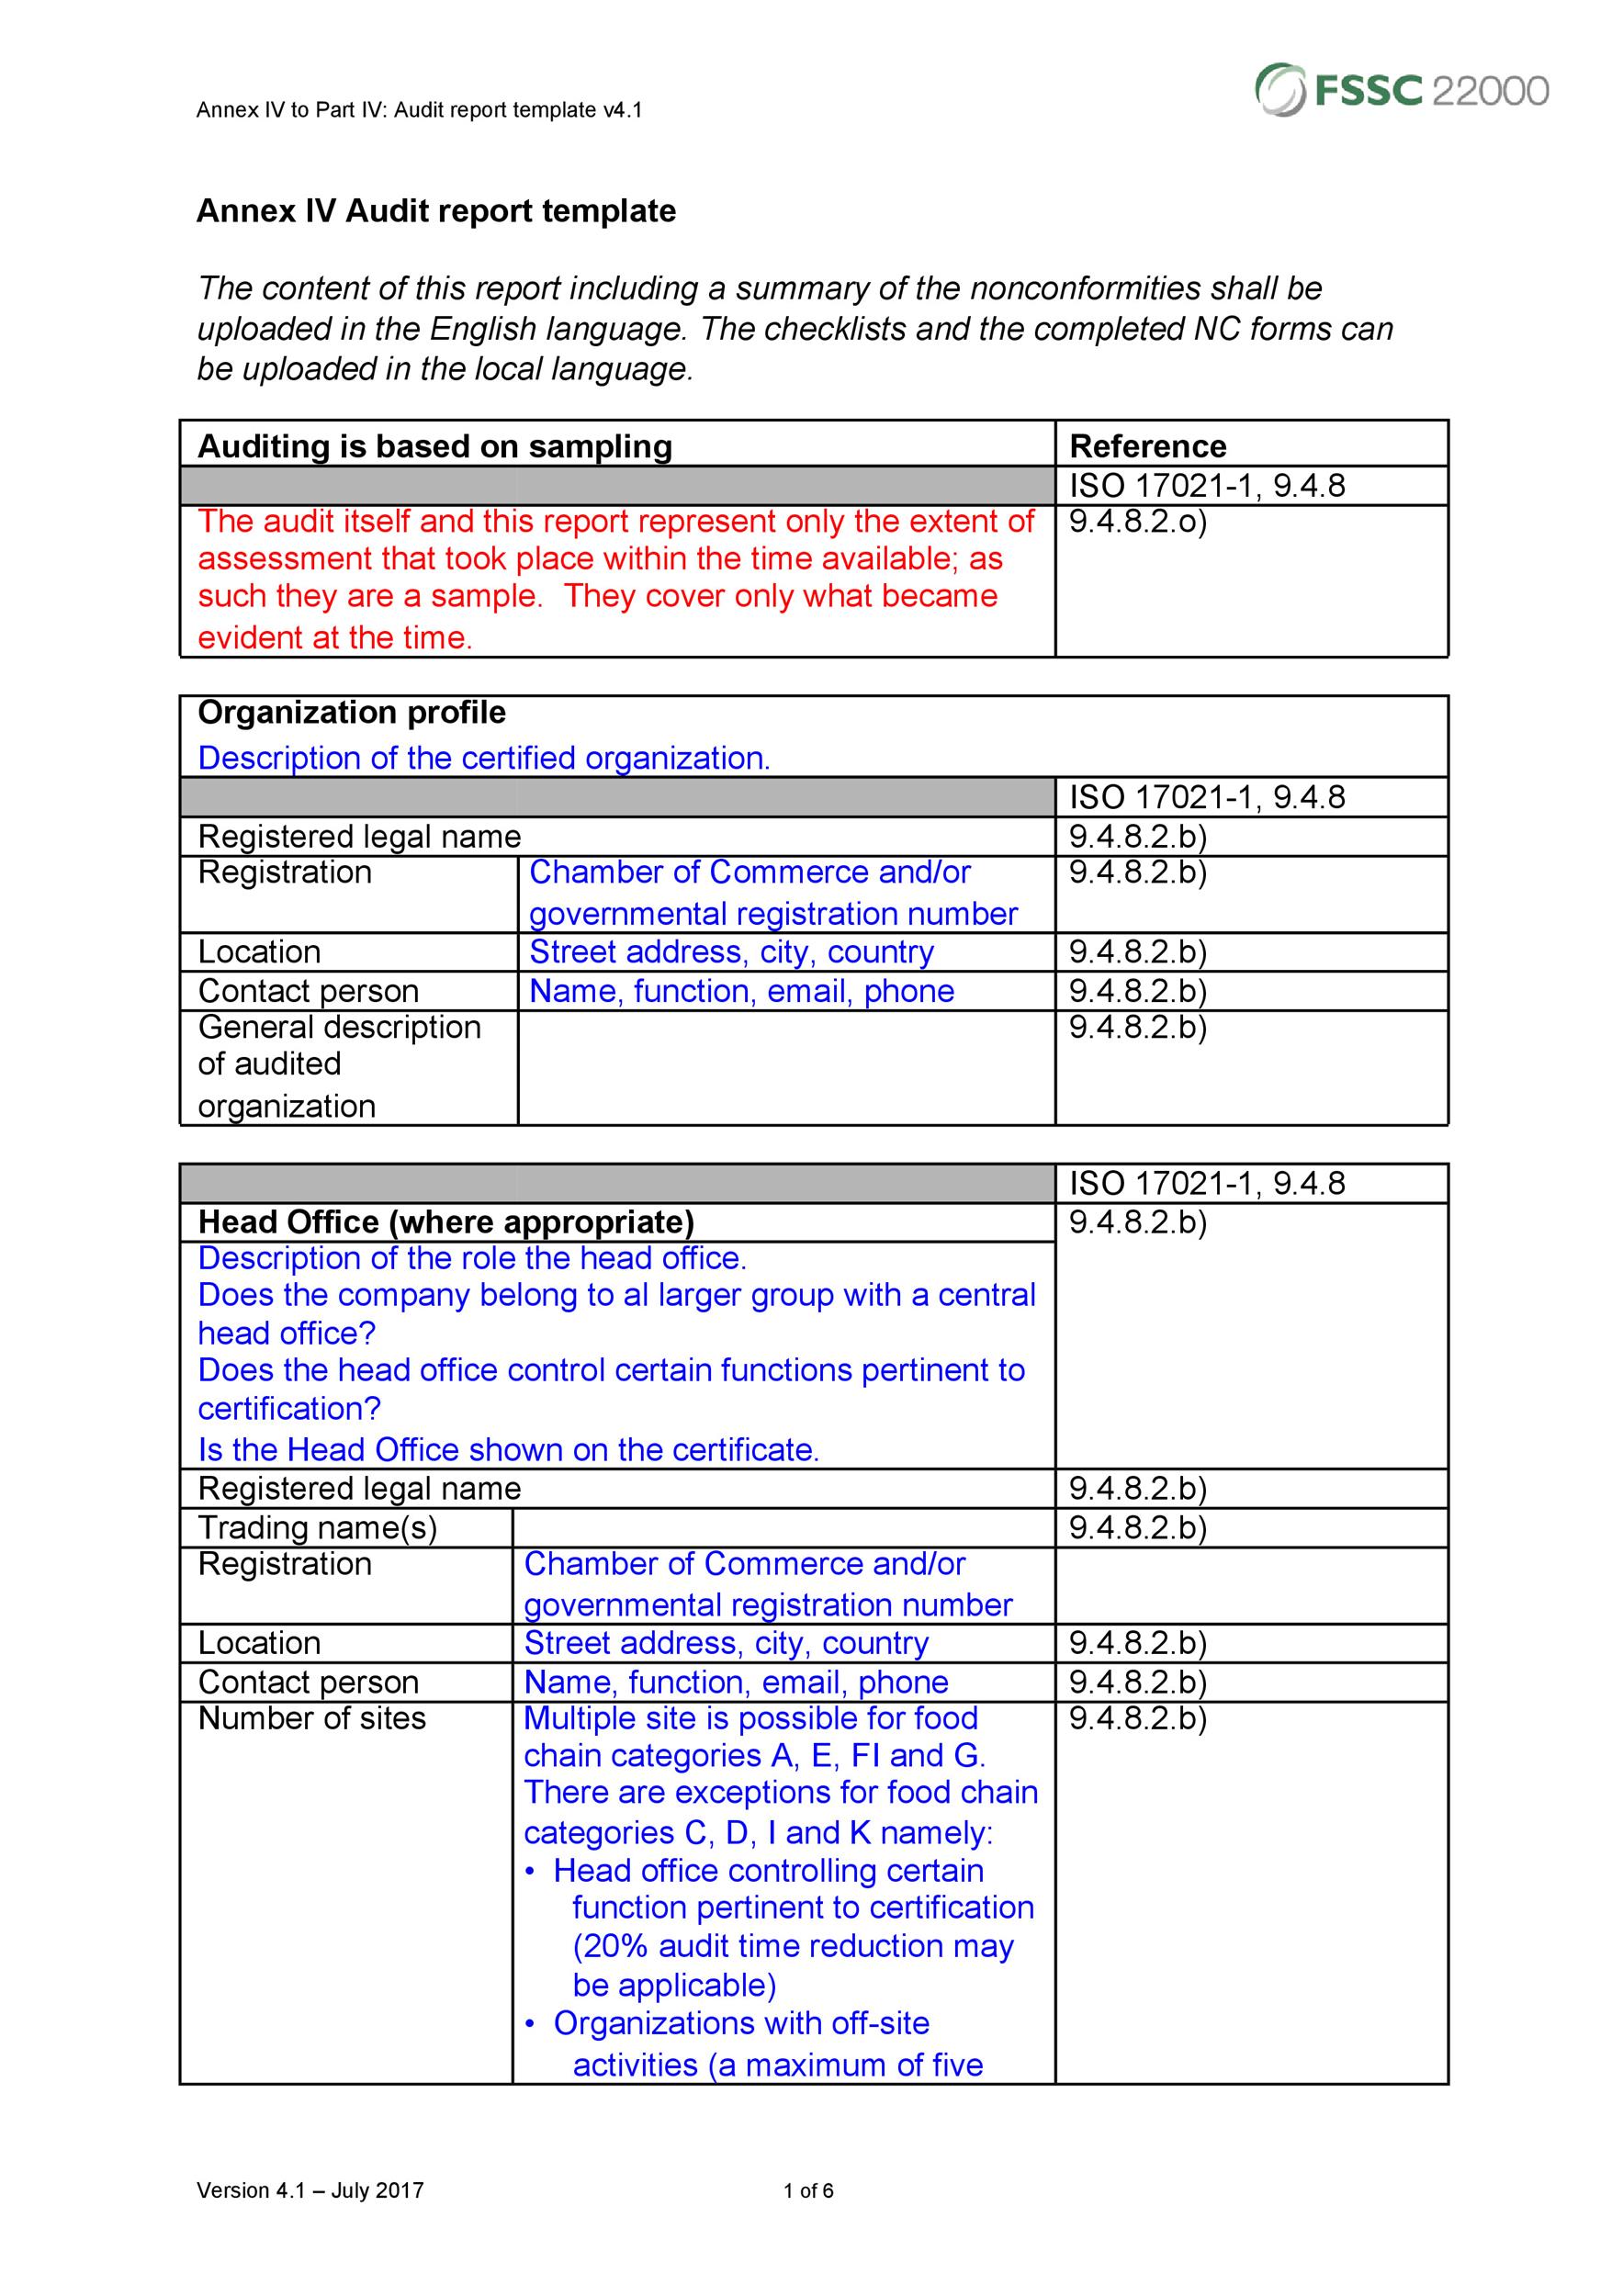 Annex IV to Part IV: Audit report template v4.1
FSSC 22000
Annex IV Audit report template
The content of this report including a summary of the nonconformities shall be
uploaded in the English language. The checklists and the completed NC forms can
be uploaded in the local language.
Auditing is based on sampling Reference
ISO 17021-1, 9.4.8
The audit itself and this report represent only the extent of 9.4.8.2.o)
assessment that took place within the time available; as
such they are a sample.  They cover only what became
evident at the time.
Organization profile
Description of the certified organization.
ISO 17021-1, 9.4.8
Registered legal name 9.4.8.2.b)
Registration Chamber of Commerce and/or 9.4.8.2.b)
governmental registration number
Location Street address, city, country 9.4.8.2.b)
Contact person Name, function, email, phone 9.4.8.2.b)
General description 9.4.8.2.b)
of audited
organization
ISO 17021-1, 9.4.8
Head Office (where appropriate) 9.4.8.2.b)
Description of the role the head office.
Does the company belong to al larger group with a central
head office?
Does the head office control certain functions pertinent to
certification?
Is the Head Office shown on the certificate.
Registered legal name 9.4.8.2.b)
Trading name(s) 9.4.8.2.b)
Registration Chamber of Commerce and/or
governmental registration number
Location Street address, city, country 9.4.8.2.b)
Contact person Name, function, email, phone 9.4.8.2.b)
Number of sites Multiple site is possible for food 9.4.8.2.b)
chain categories A, E, FI and G.
There are exceptions for food chain
categories C, D, I and K namely:
• Head office controlling certain
function pertinent to certification
(20% audit time reduction may
be applicable)
• Organizations with off-site
activities (a maximum of five
Version 4.1 – July 2017 1 of 6